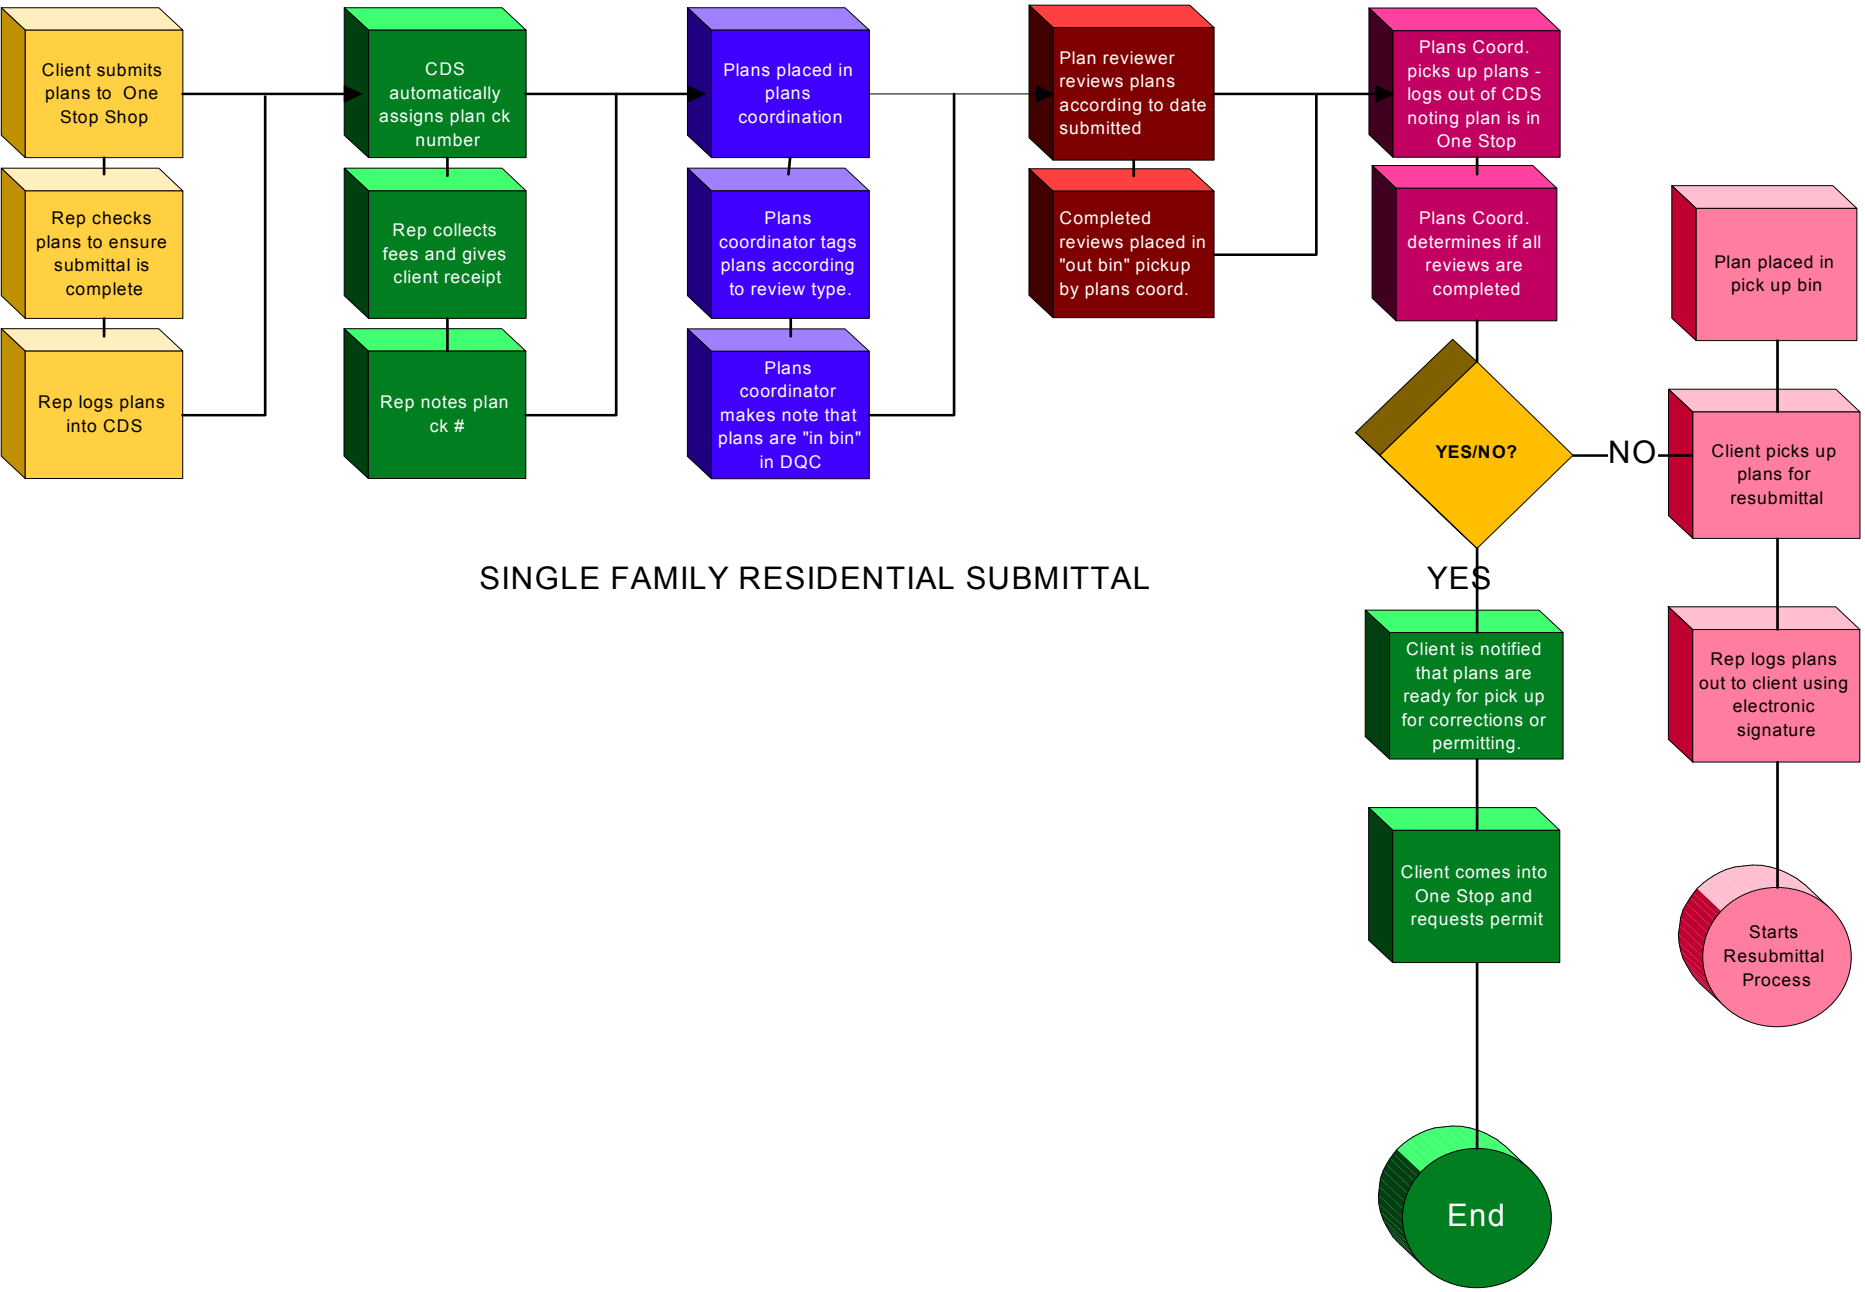 Client submits
plans to One
Stop Shop
Rep checks
plans to ensure
submittal is
complete
Rep logs plans
into CDS
CDS
automatically
assigns plan ck
number
Rep collects
fees and gives
client receipt
Rep notes plan
ck #
Plans placed in
plans
coordination
Plans
coordinator tags
plans according
to review type.
Plans
coordinator
makes note that
plans are "in bin"
in DQC
Plan reviewer
reviews plans
according to date
submitted
Completed
reviews placed in
"out bin" pickup
by plans coord.
Plans Coord.
picks up plans -
logs out of CDS
noting plan is in
One Stop
Plans Coord.
determines if all
reviews are
completed
YES/NO?
NO
Plan placed in
pick up bin
Client picks up
plans for
resubmittal
Rep logs plans
out to client using
electronic
signature
Starts
Resubmittal
Process
SINGLE FAMILY RESIDENTIAL SUBMITTAL
YES
Client is notified
that plans are
ready for pick up
for corrections or
permitting.
Client comes into
One Stop and
requests permit
End